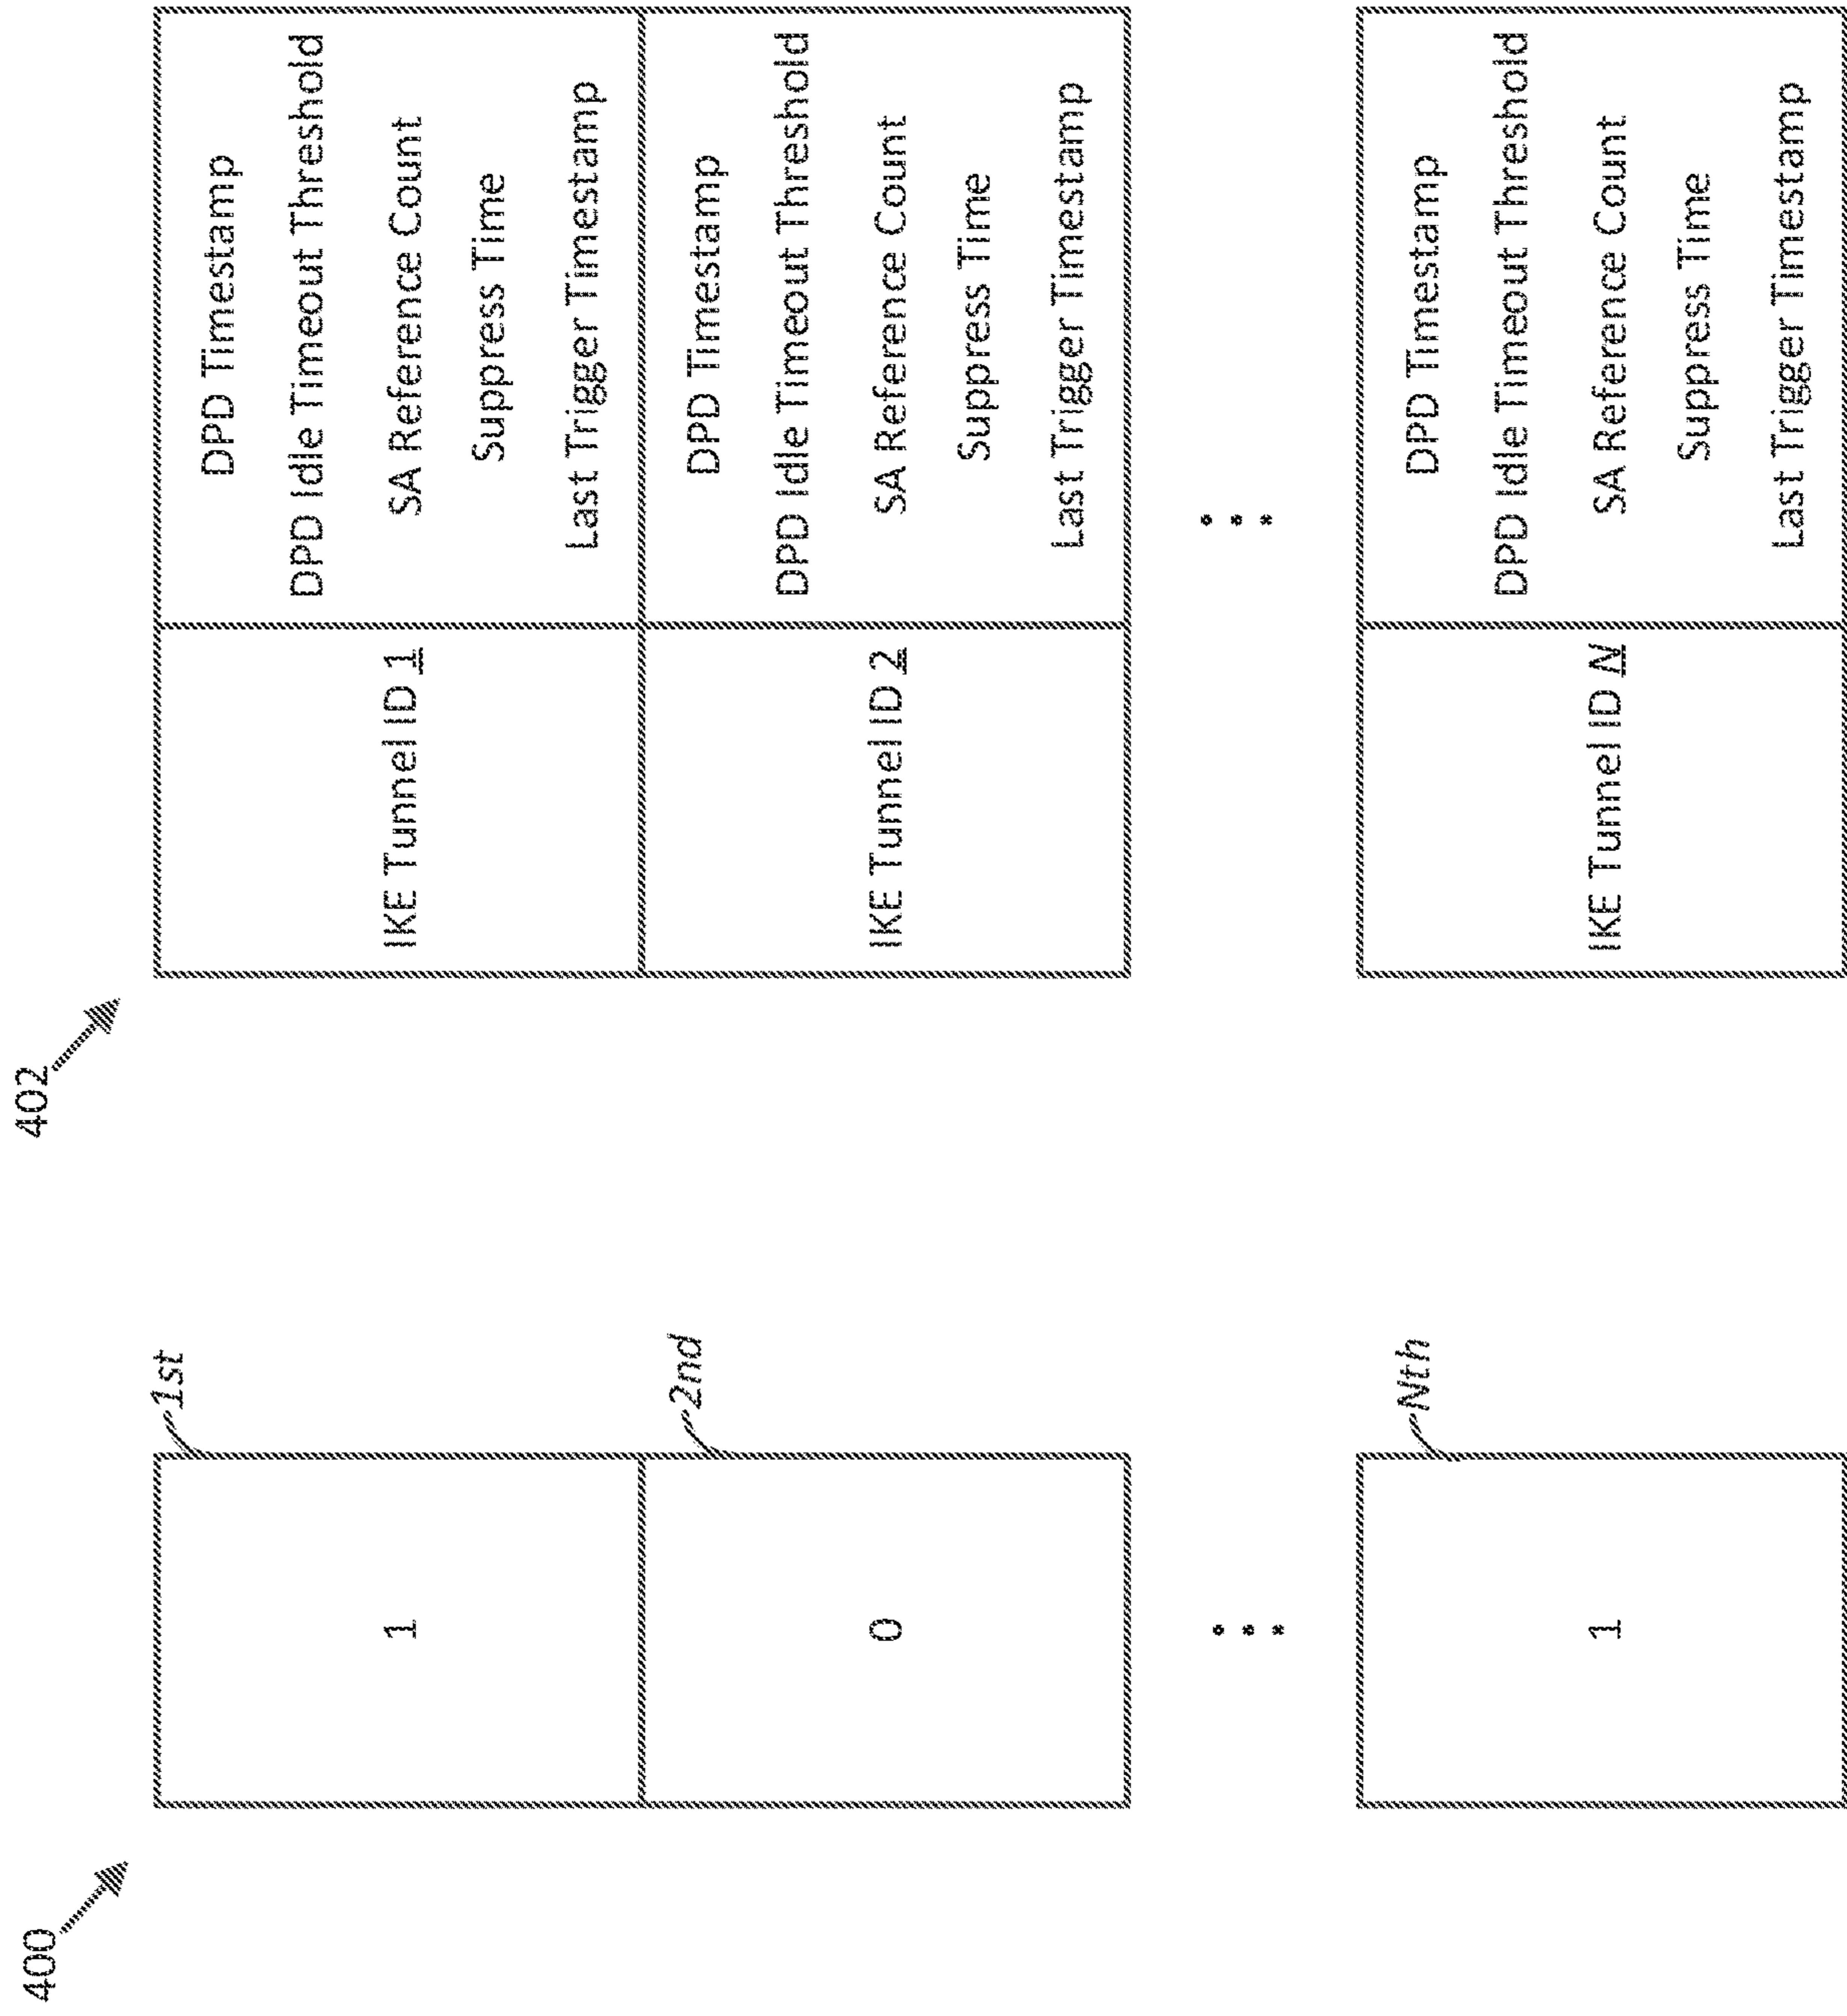 400
1st
1
2nd
0
Nth
1
402
IKE Tunnel ID 1
DPD Timestamp
DPD Idle Timeout Threshold
SA Reference Count
Suppress Time
Last Trigger Timestamp
IKE Tunnel ID 2
DPD Timestamp
DPD Idle Timeout Threshold
SA Reference Count
Suppress Time
Last Trigger Timestamp
IKE Tunnel ID N
DPD Timestamp
DPD Idle Timeout Threshold
SA Reference Count
Suppress Time
Last Trigger Timestamp